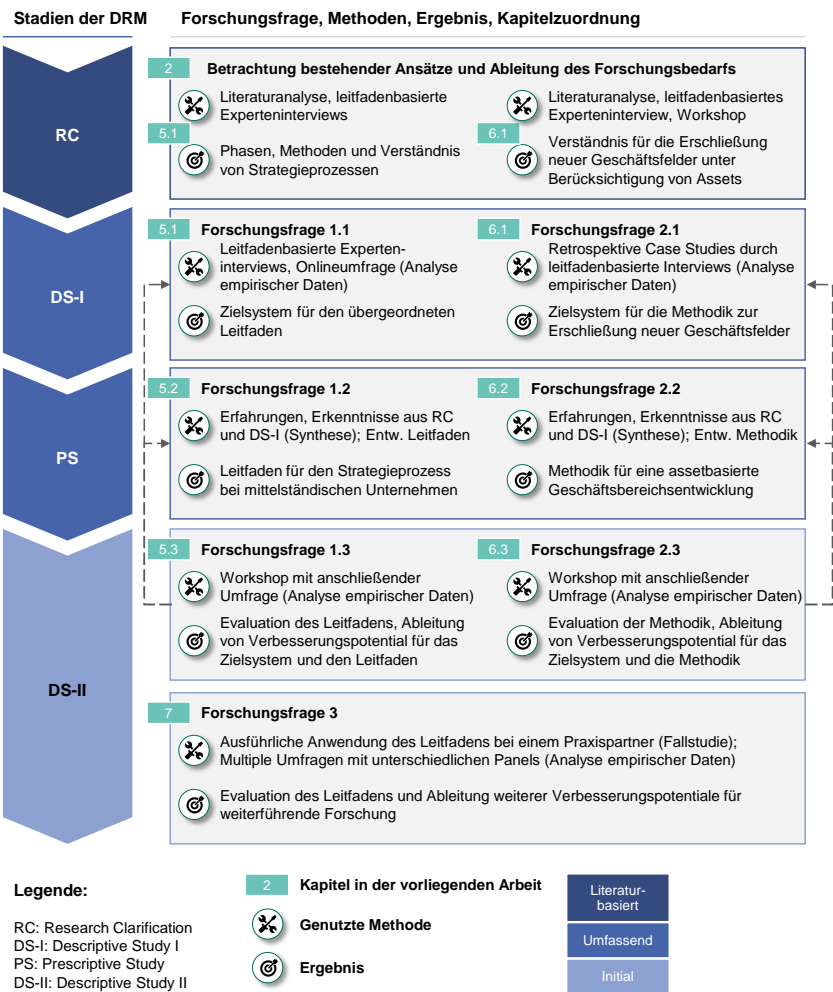 Stadien der DRM
Forschungsfrage, Methoden, Ergebnis, Kapitelzuordnung
RC
2
Betrachtung bestehender Ansätze und Ableitung des Forschungsbedarfs
Literaturanalyse, leitfadenbasierte
Experteninterviews
5.1
Phasen, Methoden und Verständnis
von Strategieprozessen
Literaturanalyse, leitfadenbasiertes
Experteninterview, Workshop
6.1
Verständnis für die Erschließung
neuer Geschäftsfelder unter
Berücksichtigung von Assets
DS-I
5.1
Forschungsfrage 1.1
Leitfadenbasierte Experten-
interviews, Onlineumfrage (Analyse
empirischer Daten)
Zielsystem für den übergeordneten
Leitfaden
6.1
Forschungsfrage 2.1
Retrospektive Case Studies durch
leitfadenbasierte Interviews (Analyse
empirischer Daten)
Zielsystem für die Methodik zur
Erschließung neuer Geschäftsfelder
PS
5.2
Forschungsfrage 1.2
Erfahrungen, Erkenntnisse aus RC
und DS-I (Synthese); Entw. Leitfaden
Leitfaden für den Strategieprozess
bei mittelständischen Unternehmen
6.2
Forschungsfrage 2.2
Erfahrungen, Erkenntnisse aus RC
und DS-I (Synthese); Entw. Methodik
Methodik für eine assetbasierte
Geschäftsbereichsentwicklung
DS-II
5.3
Forschungsfrage 1.3
Workshop mit anschließender
Umfrage (Analyse empirischer Daten)
Evaluation des Leitfadens, Ableitung
von Verbesserungspotential für das
Zielsystem und den Leitfaden
6.3
Forschungsfrage 2.3
Workshop mit anschließender
Umfrage (Analyse empirischer Daten)
Evaluation der Methodik, Ableitung
von Verbesserungspotential für das
Zielsystem und die Methodik
7
Forschungsfrage 3
Ausführliche Anwendung des Leitfadens bei einem Praxispartner (Fallstudie);
Multiple Umfragen mit unterschiedlichen Panels (Analyse empirischer Daten)
Evaluation des Leitfadens und Ableitung weiterer Verbesserungspotentiale für
weiterführende Forschung
Legende:
RC: Research Clarification
DS-I: Descriptive Study I
PS: Prescriptive Study
DS-II: Descriptive Study II
2
Kapitel in der vorliegenden Arbeit
Genutzte Methode
Ergebnis
Literatur-
basiert
Umfassend
Initial